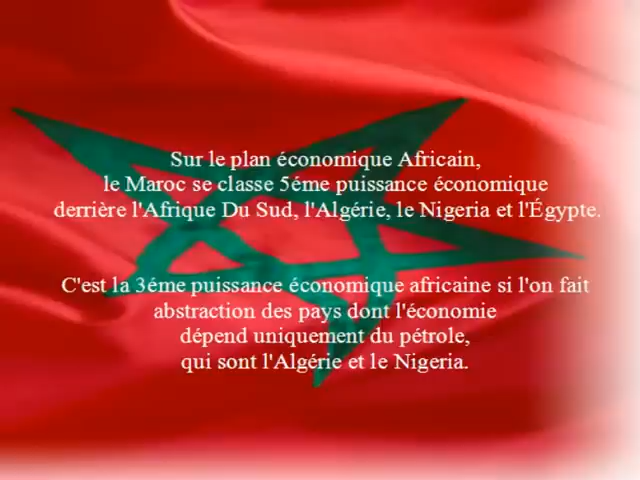 Sur le plan économique Africain,
le Maroc se classe 5éme puissance économique
derrière l'Afrique Du Sud, l'Algérie, le Nigeria et l'Égypte.
C'est la 3éme puissance économique africaine si l'on fait
abstraction des pays dont l'économie
dépend uniquement du pétrole,
qui sont l'Algérie et le Nigeria.